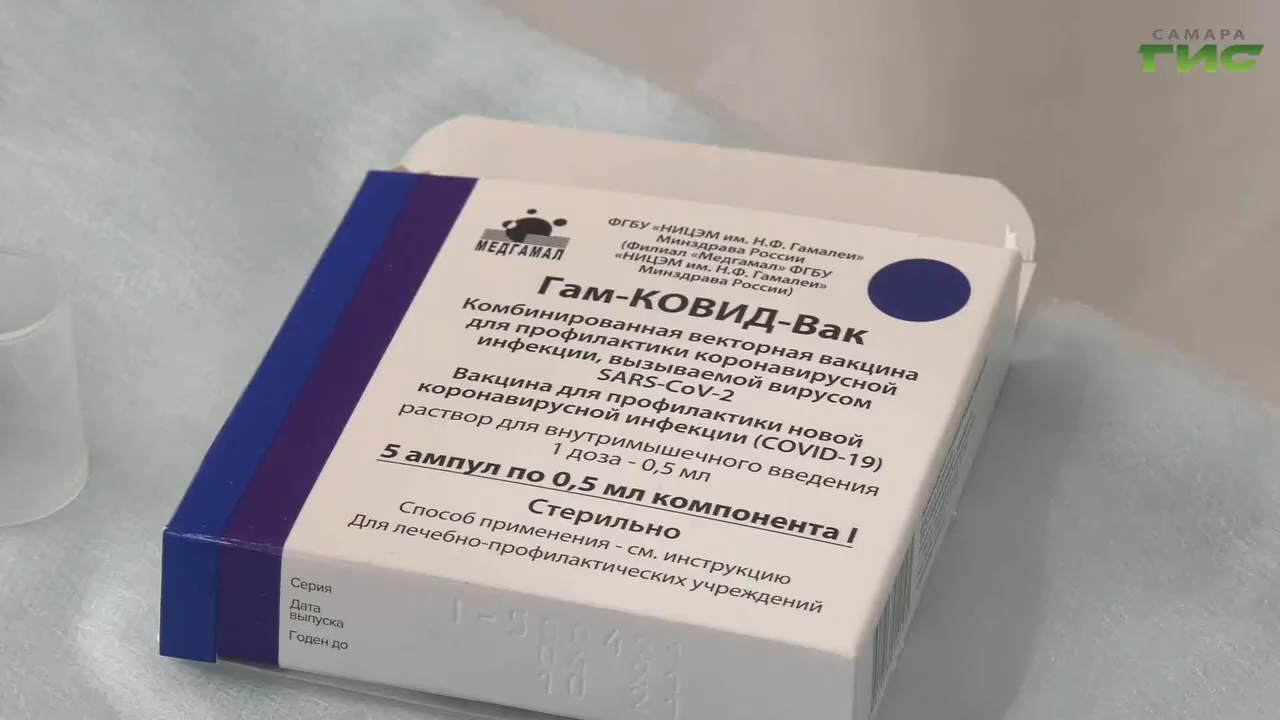 САМАРА
ГИС
МЕДГАМАЛ
ФГБУ «НИЦЭМ им. Н.Ф. Гамалеи»
Минздрава России
(Филиал «Медгамал» ФГБУ
«НИЦЭМ им. Н.Ф. Гамалеи»
Минздрава России)
Гам-КОВИД-Вак
Комбинированная векторная вакцина
для профилактики коронавирусной
инфекции, вызываемой вирусом
SARS-CoV-2
Вакцина для профилактики новой
коронавирусной инфекции (COVID-19)
раствор для внутримышечного введения
1 доза - 0,5 мл
5 ампул по 0,5 мл компонента I
Стерильно
Способ применения - см. инструкцию
Для лечебно-профилактических учреждений
Серия
Дата
выпуска
Годен до